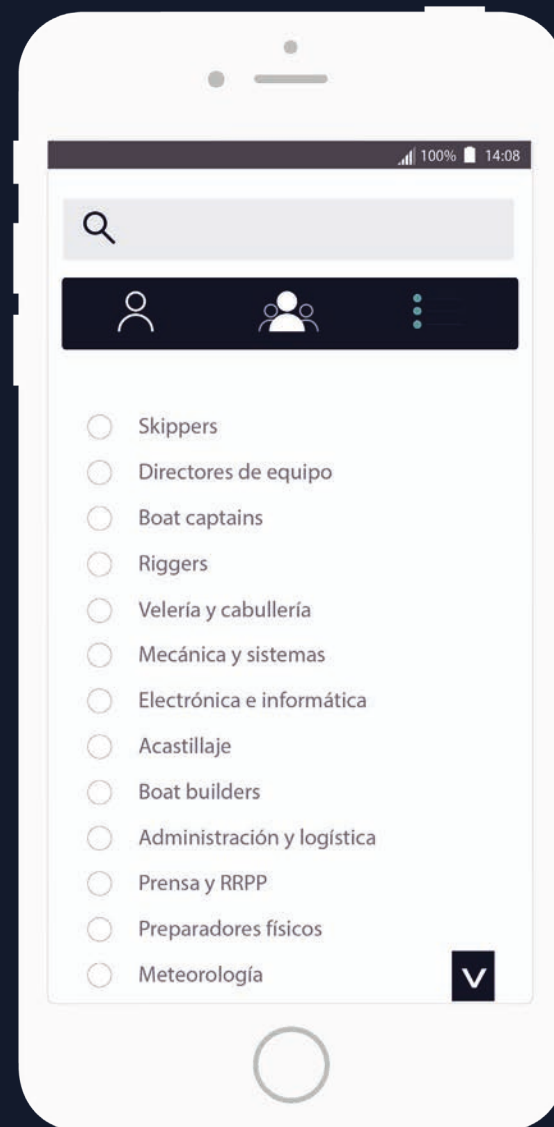 100% 14:08
Skippers
Directores de equipo
Boat captains
Riggers
Velería y cabullería
Mecánica y sistemas
Electrónica e informática
Acastillaje
Boat builders
Administración y logística
Prensa y RRPP
Preparadores físicos
Meteorología
V